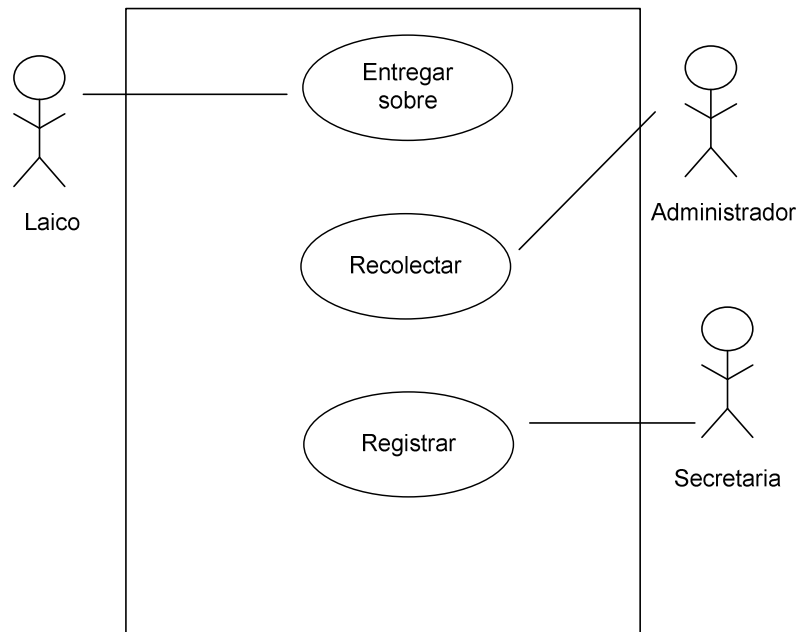 Entregar
sobre
Laico
Administrador
Recolectar
Registrar
Secretaria